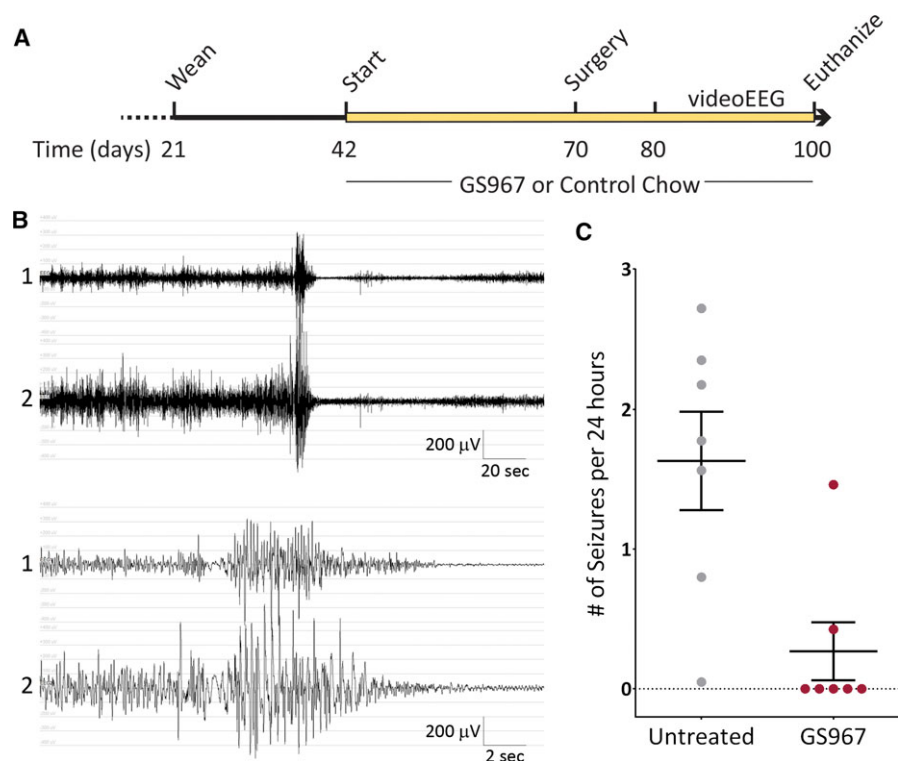 A
Wean
Start
Surgery
videoEEG
Euthanize
Time (days) 21 42 70 80 100
GS967 or Control Chow
B
1
2
200 µV
20 sec
1
2
200 µV
2 sec
C
# of Seizures per 24 hours
3
2
1
0
Untreated GS967